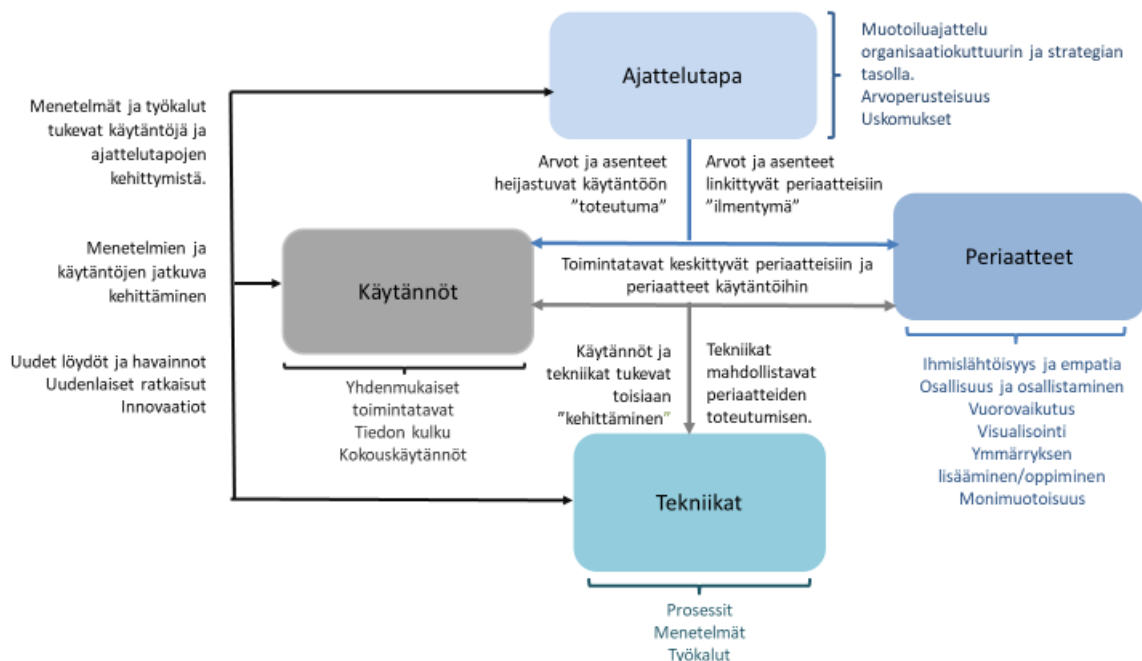 Muotoiluajattelu
organisaatiokuttuurin ja strategian
tasolla.
Arvoperusteisuus
Uskomukset
Ajattelutapa
Menetelmät ja työkalut
tukevat käytäntöjä ja
ajattelutapojen
kehittymistä.
Arvot ja asenteet
heijastuvat käytäntöön
”toteutuma”
Arvot ja asenteet
linkittyvät periaatteisiin
”ilmentymä”
Menetelmien ja
käytäntöjen jatkuva
kehittäminen
Käytännöt
Toimintatavat keskittyvät periaatteisiin ja
periaatteet käytäntöihin
Periaatteet
Uudet löydöt ja havainnot
Uudenlaiset ratkaisut
Innovaatiot
Yhdenmukaiset
toimintatavat
Tiedon kulku
Kokouskäytännöt
Käytännöt ja
tekniikat tukevat
toisiaan
”kehittäminen”
Tekniikat
mahdollistavat
periaatteiden
toteutumisen.
Ihmislähtöisyys ja empatia
Osallisuus ja osallistaminen
Vuorovaikutus
Visualisointi
Ymmärryksen
lisääminen/oppiminen
Monimuotoisuus
Tekniikat
Prosessit
Menetelmät
Työkalut